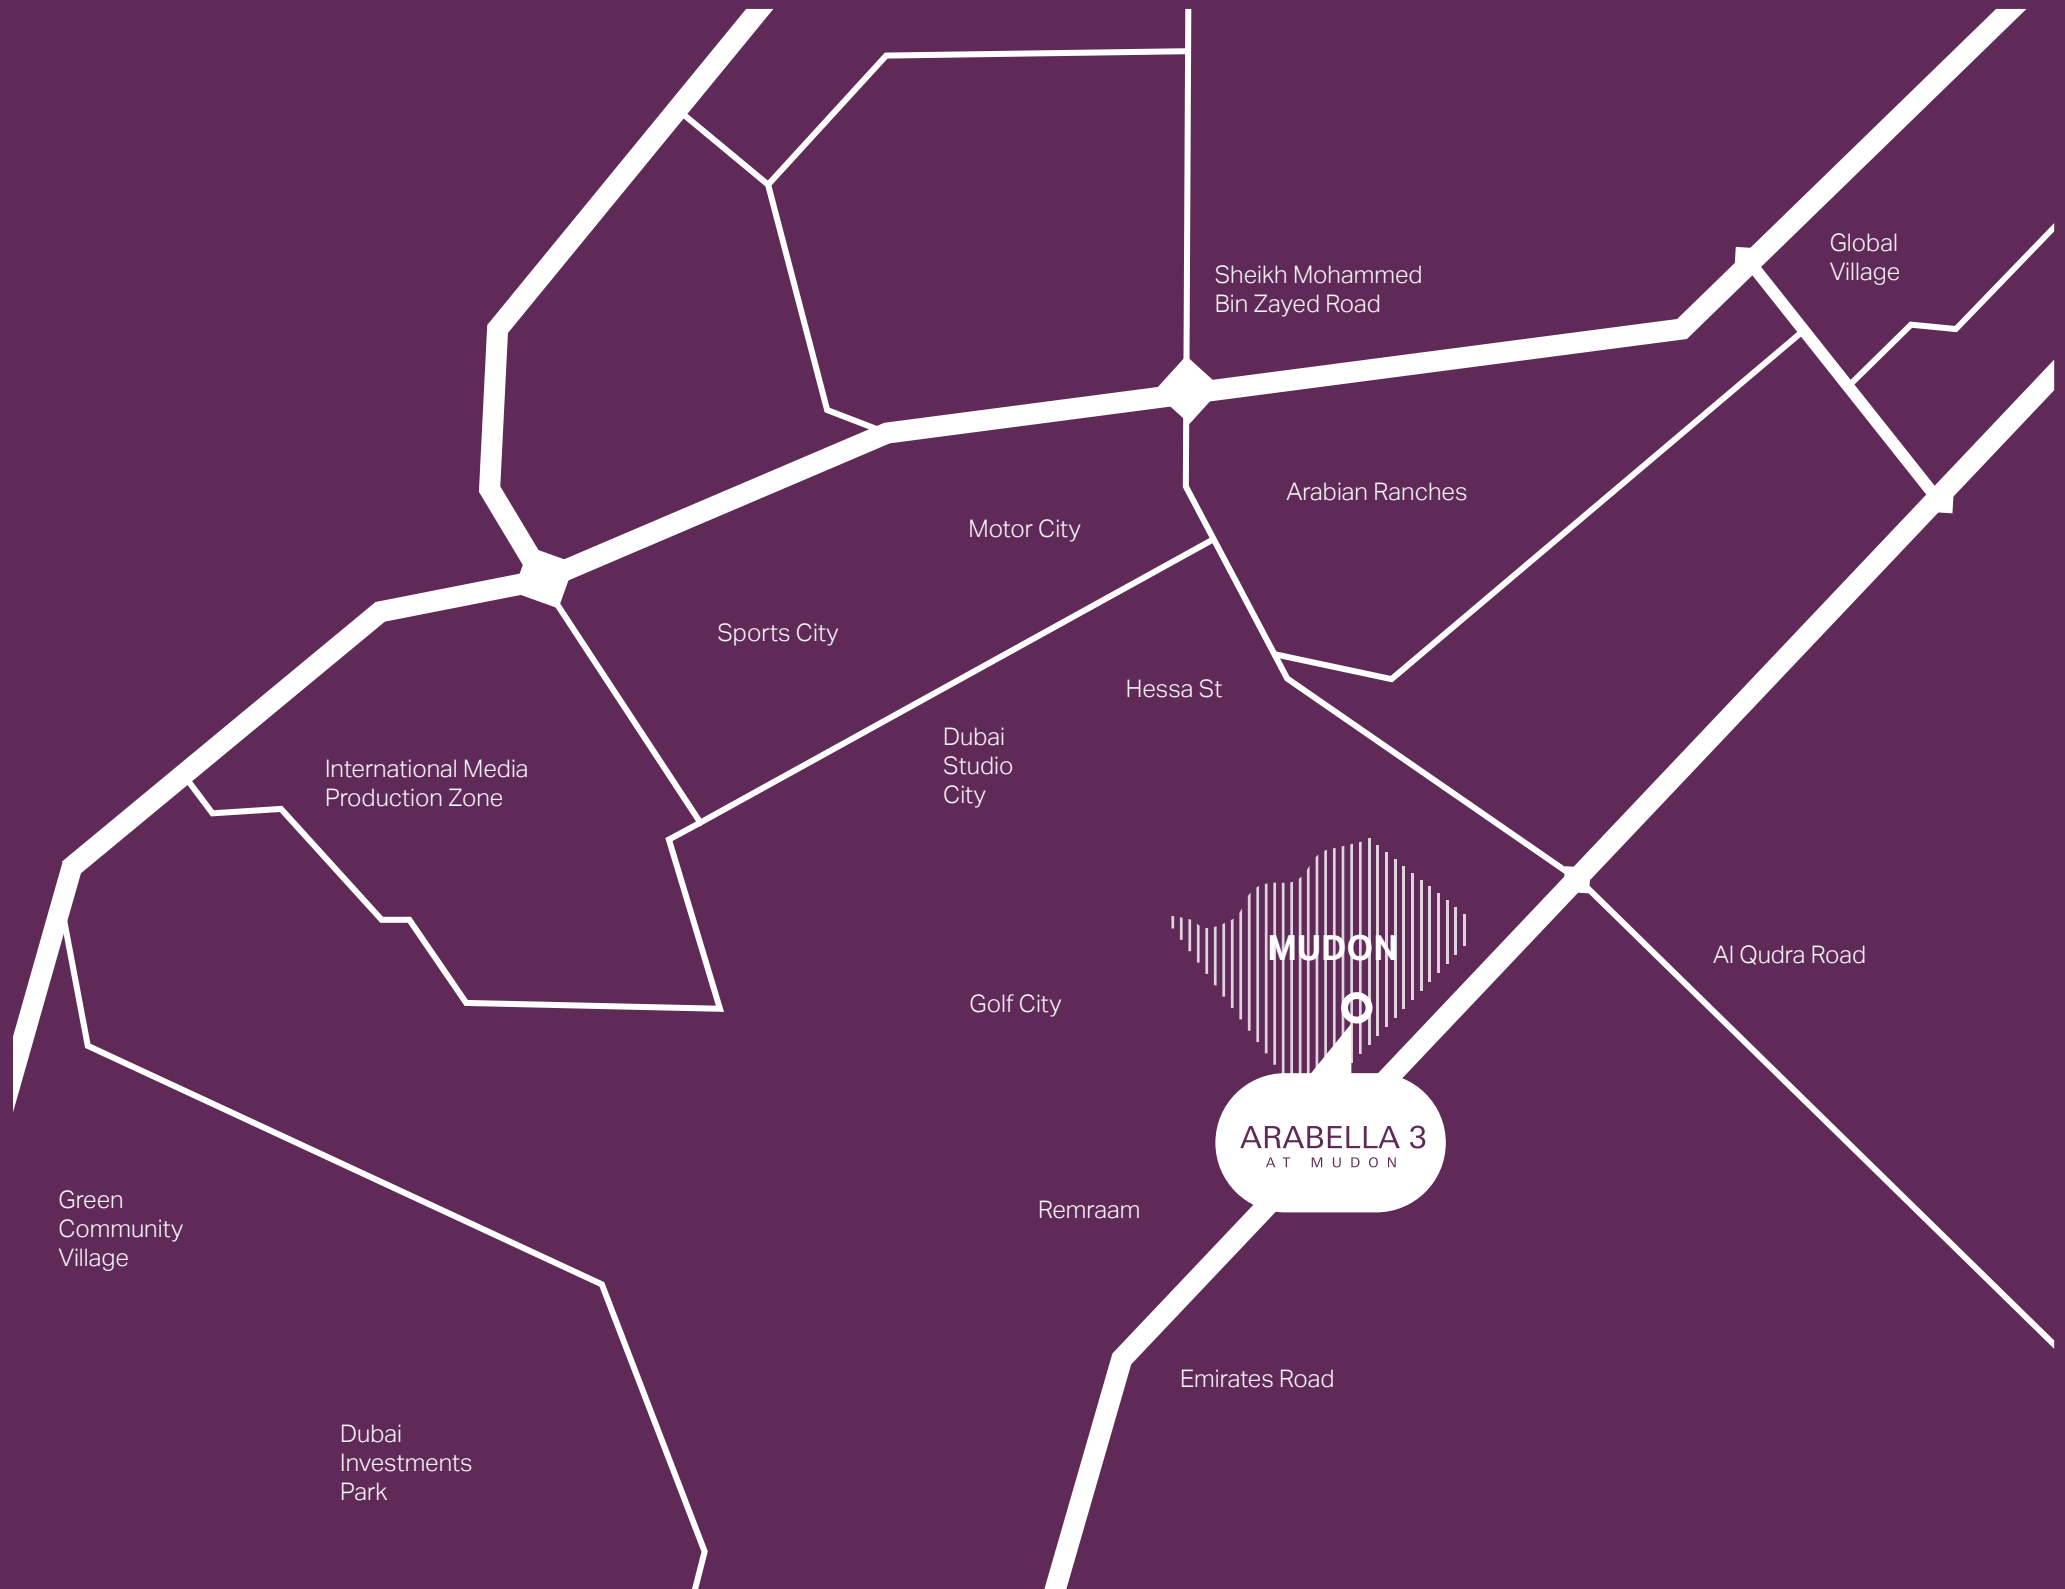 Global
Village
Sheikh Mohammed
Bin Zayed Road
Arabian Ranches
Motor City
Sports City
Hessa St
Dubai
Studio
City
International Media
Production Zone
MUDON
Al Qudra Road
Golf City
ARABELLA 3
AT MUDON
Remraam
Green
Community
Village
Emirates Road
Dubai
Investments
Park